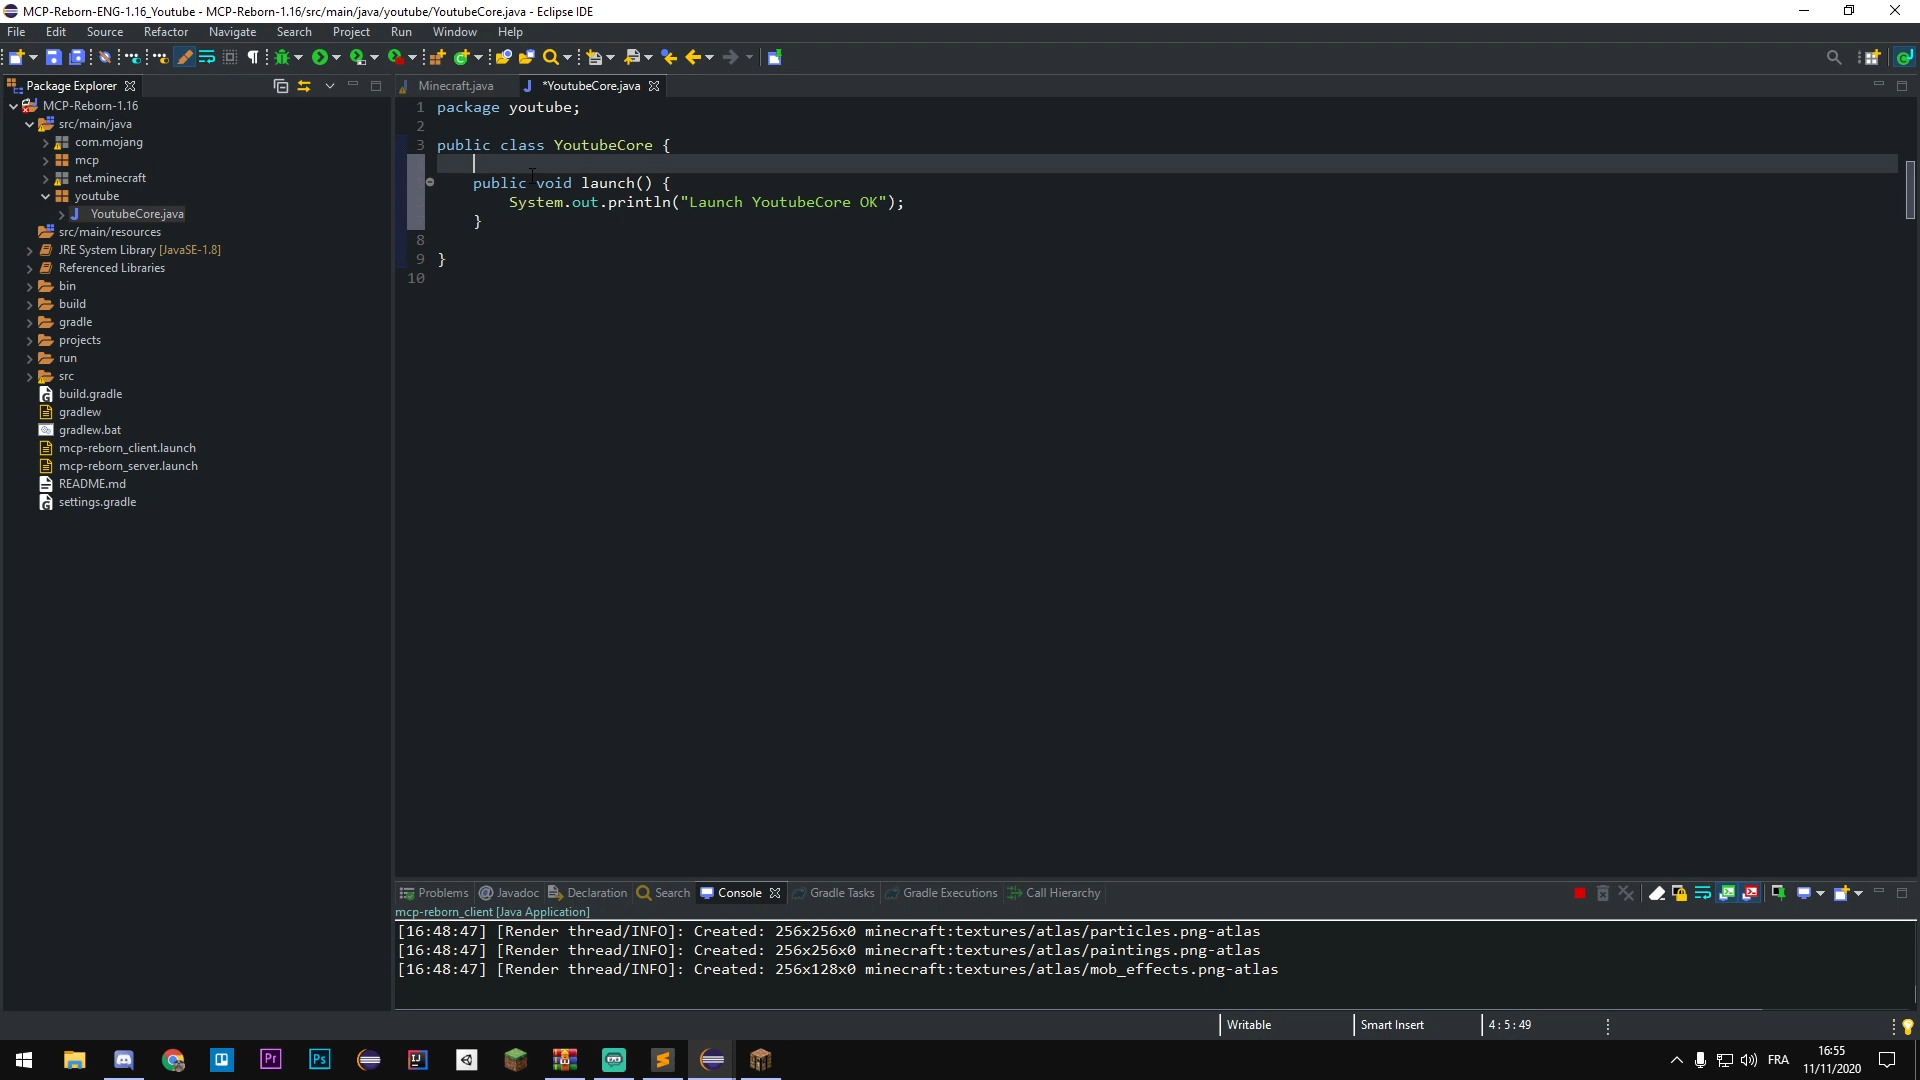 MCP-Reborn-ENG-1.16_Youtube - MCP-Reborn-1.16/src/main/java/youtube/YoutubeCore.java - Eclipse IDE
File Edit Source Refactor Navigate Search Project Run Window Help
Package Explorer
MCP-Reborn-1.16
src/main/java
com.mojang
mcp
net.minecraft
youtube
YoutubeCore.java
src/main/resources
JRE System Library [JavaSE-1.8]
Referenced Libraries
bin
build
gradle
projects
run
src
build.gradle
gradlew
gradlew.bat
mcp-reborn_client.launch
mcp-reborn_server.launch
README.md
settings.gradle
Minecraft.java *YoutubeCore.java
1 package youtube;
2
3 public class YoutubeCore {
public void launch() {
System.out.println("Launch YoutubeCore OK");
}
8
9 }
10
Problems Javadoc Declaration Search Console Gradle Tasks Gradle Executions Call Hierarchy
mcp-reborn_client [Java Application]
[16:48:47] [Render thread/INFO]: Created: 256x256x0 minecraft:textures/atlas/particles.png-atlas
[16:48:47] [Render thread/INFO]: Created: 256x256x0 minecraft:textures/atlas/paintings.png-atlas
[16:48:47] [Render thread/INFO]: Created: 256x128x0 minecraft:textures/atlas/mob_effects.png-atlas
Writable Smart Insert 4 : 5 : 49
Pr Ps IJ
FRA
16:55
11/11/2020